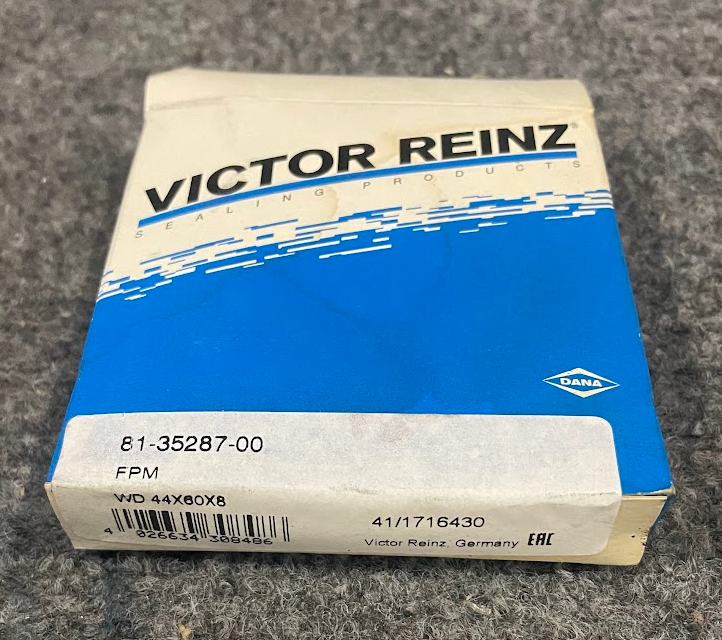 VICTOR REINZ®
SEALING PRODUCTS
DANA
81-35287-00
FPM
WD 44X60X8
4 026634 308486
41/1716430
Victor Reinz, Germany EAC